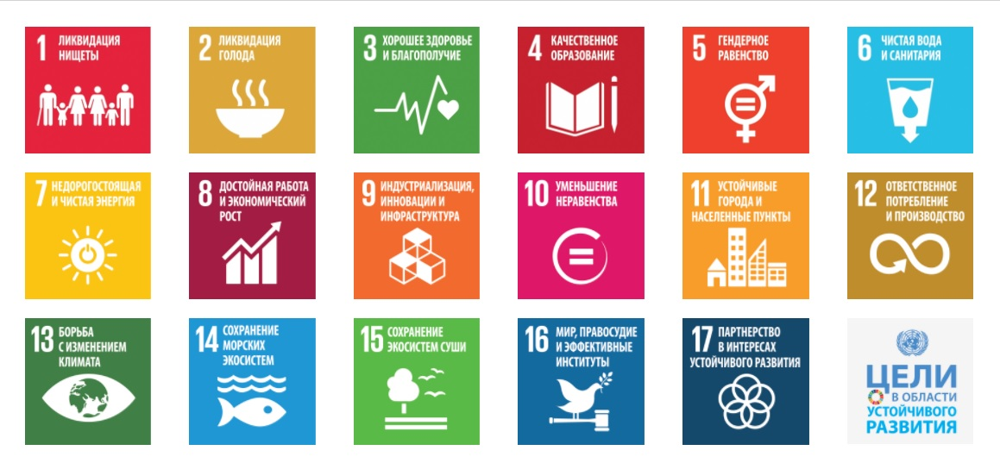 1 ЛИКВИДАЦИЯ
НИЩЕТЫ
2 ЛИКВИДАЦИЯ
ГОЛОДА
3 ХОРОШЕЕ ЗДОРОВЬЕ
И БЛАГОПОЛУЧИЕ
4 КАЧЕСТВЕННОЕ
ОБРАЗОВАНИЕ
5 ГЕНДЕРНОЕ
РАВЕНСТВО
6 ЧИСТАЯ ВОДА
И САНИТАРИЯ
7 НЕДОРОГОСТОЯЩАЯ
И ЧИСТАЯ ЭНЕРГИЯ
8 ДОСТОЙНАЯ РАБОТА
И ЭКОНОМИЧЕСКИЙ
РОСТ
9 ИНДУСТРИАЛИЗАЦИЯ,
ИННОВАЦИИ И
ИНФРАСТРУКТУРА
10 УМЕНЬШЕНИЕ
НЕРАВЕНСТВА
11 УСТОЙЧИВЫЕ
ГОРОДА И
НАСЕЛЕННЫЕ ПУНКТЫ
12 ОТВЕТСТВЕННОЕ
ПОТРЕБЛЕНИЕ
И ПРОИЗВОДСТВО
13 БОРЬБА
С ИЗМЕНЕНИЕМ
КЛИМАТА
14 СОХРАНЕНИЕ
МОРСКИХ
ЭКОСИСТЕМ
15 СОХРАНЕНИЕ
ЭКОСИСТЕМ СУШИ
16 МИР, ПРАВОСУДИЕ
И ЭФФЕКТИВНЫЕ
ИНСТИТУТЫ
17 ПАРТНЕРСТВО
В ИНТЕРЕСАХ
УСТОЙЧИВОГО РАЗВИТИЯ
ЦЕЛИ
В ОБЛАСТИ
УСТОЙЧИВОГО
РАЗВИТИЯ